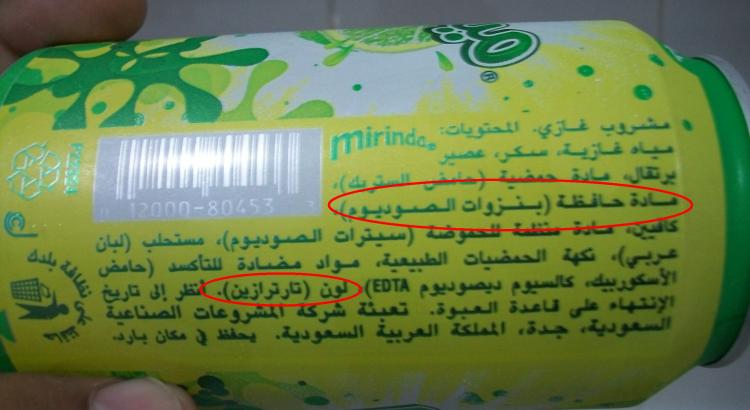 ®
mirinda®
مشروب غازي. المحتويات:
مياه غازية، سكر، عصير
برتقال، مادة حمضية (حامض الستريك)،
مادة حافظة (بنزوات الصوديوم)
كافيين، مادة منظمة للحموضة (سيترات الصوديوم)، مستحلب (لبان
عربي)، نكهة الحمضيات الطبيعية، مواد مضادة للتأكسد (حامض
الأسكوربيك، كالسيوم ديصوديوم EDTA) لون (تارترازين). أنظر إلى تاريخ
الإنتهاء على قاعدة العبوة. تعبئة شركة المشروعات الصناعية
السعودية، جدة، المملكة العربية السعودية. يحفظ في مكان بارد.
0 12000-80453 3
حافظ على نظافة بلدك